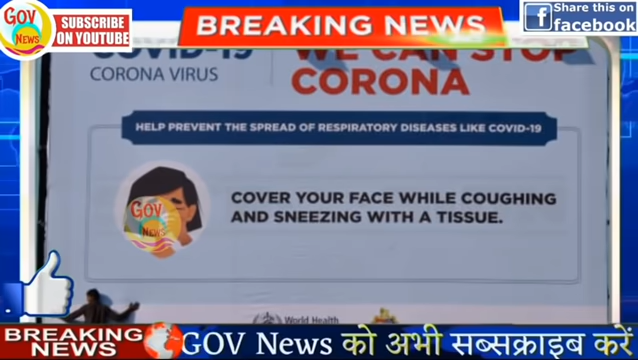 GOV
NEWS
SUBSCRIBE
ON YOUTUBE
BREAKING NEWS
f Share this on
facebook
COVID-19
CORONA VIRUS
WE CAN STOP
CORONA
HELP PREVENT THE SPREAD OF RESPIRATORY DISEASES LIKE COVID-19
GOV
NEWS
COVER YOUR FACE WHILE COUGHING
AND SNEEZING WITH A TISSUE.
World Health
BREAKING
NEWS
GOV News को अभी सब्सक्राइब करें